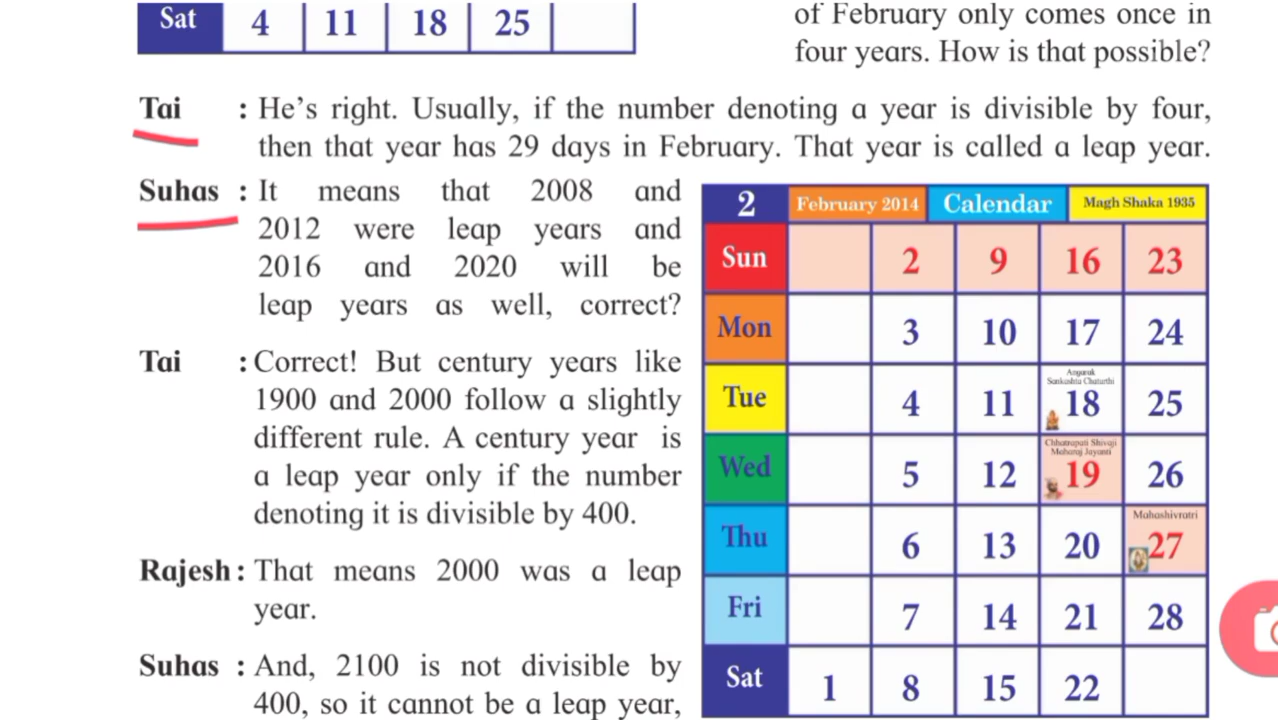 Sat 4 11 18 25
of February only comes once in
four years. How is that possible?
Tai : He's right. Usually, if the number denoting a year is divisible by four,
then that year has 29 days in February. That year is called a leap year.
Suhas : It means that 2008 and
2012 were leap years and
2016 and 2020 will be
leap years as well, correct?
Tai : Correct! But century years like
1900 and 2000 follow a slightly
different rule. A century year is
a leap year only if the number
denoting it is divisible by 400.
Rajesh : That means 2000 was a leap
year.
Suhas : And, 2100 is not divisible by
400, so it cannot be a leap year,
2 February 2014 Calendar Magh Shaka 1935
Sun 2 9 16 23
Mon 3 10 17 24
Angarak
Sankashta Chaturthi
Tue 4 11 18 25
Chhatrapati Shivaji
Maharaj Jayanti
Wed 5 12 19 26
Mahashivratri
Thu 6 13 20 27
Fri 7 14 21 28
Sat 1 8 15 22